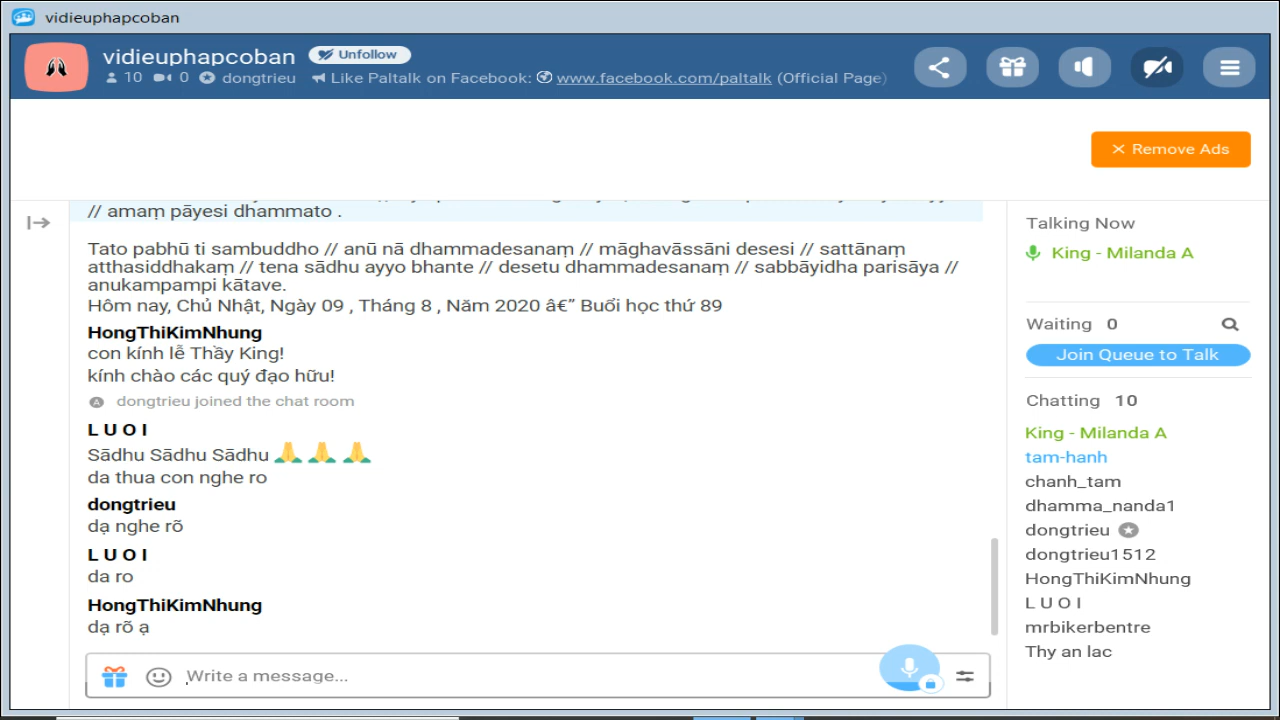 vidieuphapcoban
vidieuphapcoban Unfollow
10 0 dongtrieu Like Paltalk on Facebook: www.facebook.com/paltalk (Official Page)
Remove Ads
// amaṃ pāyesi dhammato .
Tato pabhū ti sambuddho // anū nā dhammadesanaṃ // māghavāssāni desesi // sattānaṃ
atthasiddhakaṃ // tena sādhu ayyo bhante // desetu dhammadesanaṃ // sabbāyidha parisāya //
anukampampi kātave.
Hôm nay, Chủ Nhật, Ngày 09 , Tháng 8 , Năm 2020 â€” Buổi học thứ 89
HongThiKimNhung
con kính lễ Thầy King!
kính chào các quý đạo hữu!
A dongtrieu joined the chat room
L U O I
Sādhu Sādhu Sādhu 🙏 🙏 🙏
da thua con nghe ro
dongtrieu
dạ nghe rõ
L U O I
da ro
HongThiKimNhung
dạ rõ ạ
Write a message...
Talking Now
King - Milanda A
Waiting 0
Join Queue to Talk
Chatting 10
King - Milanda A
tam-hanh
chanh_tam
dhamma_nanda1
dongtrieu
dongtrieu1512
HongThiKimNhung
L U O I
mrbikerbentre
Thy an lac